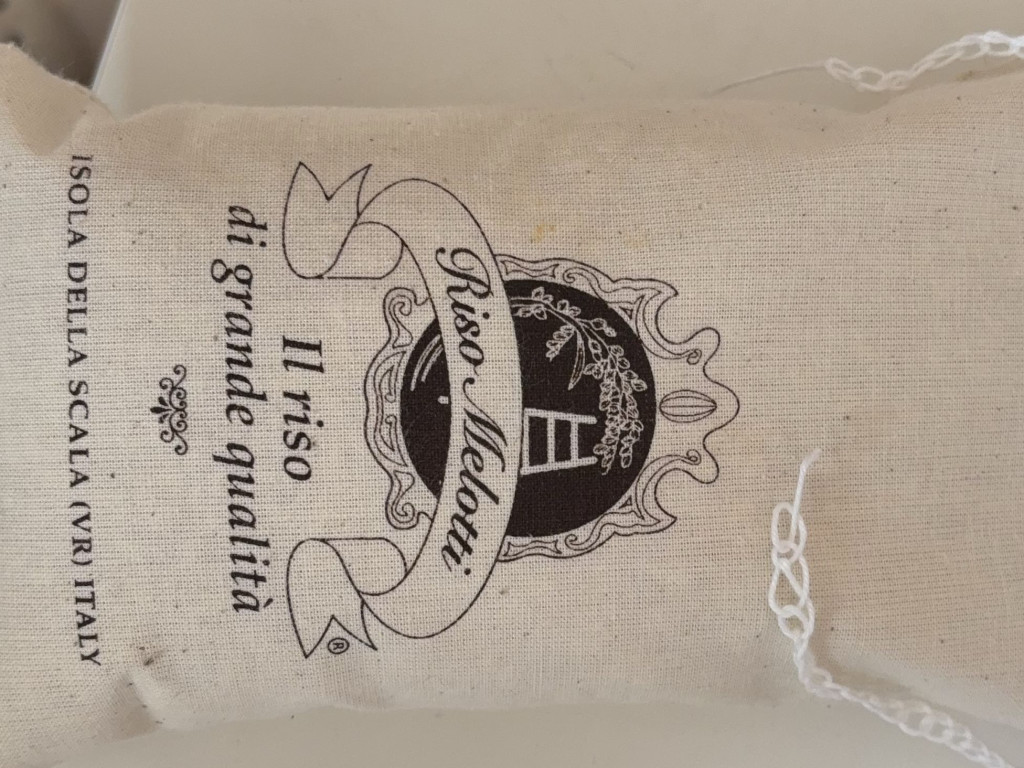 Riso Melotti
®
Il riso
di grande qualità
ISOLA DELLA SCALA (VR) ITALY